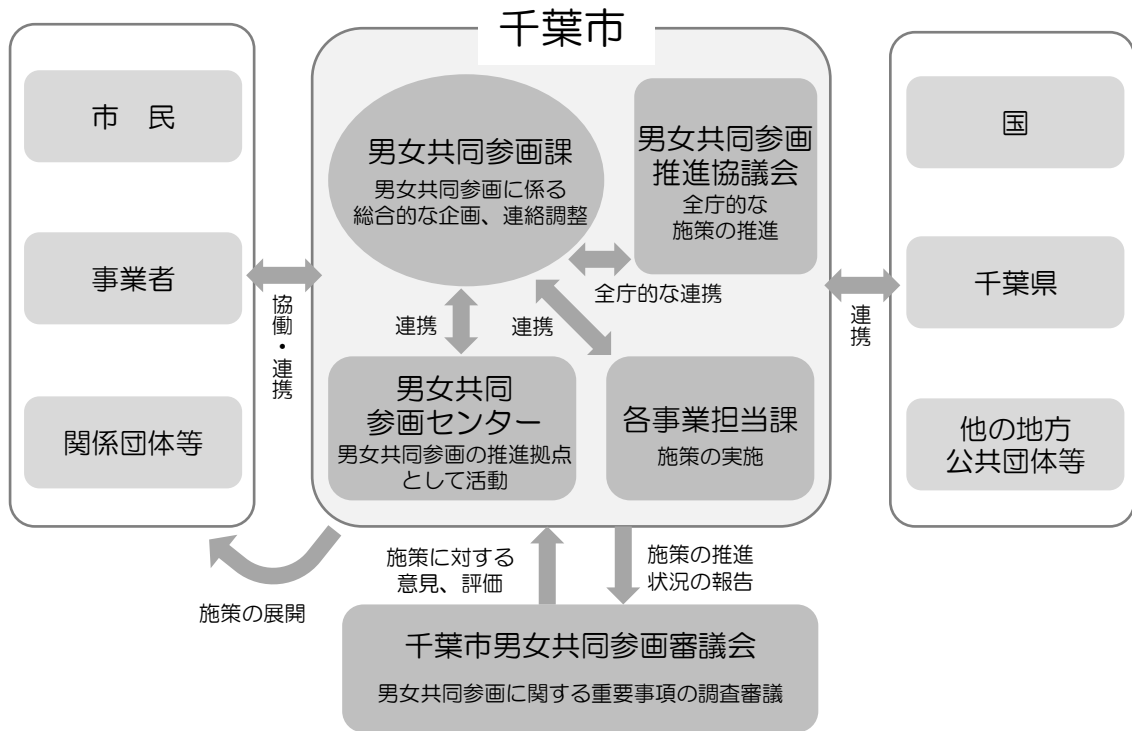 千葉市
市　民
事業者
関係団体等
協働・連携
男女共同参画課
男女共同参画に係る
総合的な企画、連絡調整
男女共同参画
推進協議会
全庁的な
施策の推進
全庁的な連携
連携
連携
男女共同
参画センター
男女共同参画の推進拠点
として活動
各事業担当課
施策の実施
連携
国
千葉県
他の地方
公共団体等
施策の展開
施策に対する
意見、評価
施策の推進
状況の報告
千葉市男女共同参画審議会
男女共同参画に関する重要事項の調査審議